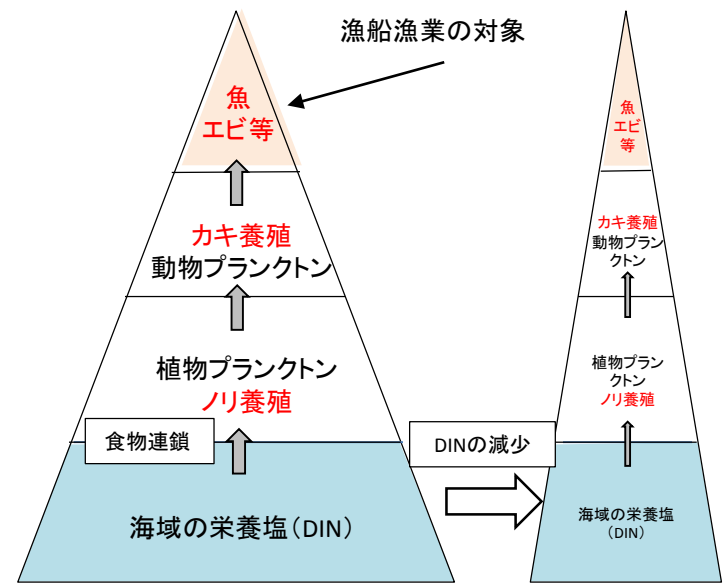 漁船漁業の対象
魚
エビ等
カキ養殖
動物プランクトン
植物プランクトン
ノリ養殖
食物連鎖
海域の栄養塩（DIN）
DINの減少
魚
エビ
等
カキ養殖
動物プラン
クトン
植物プラン
クトン
ノリ養殖
海域の栄養塩
（DIN）